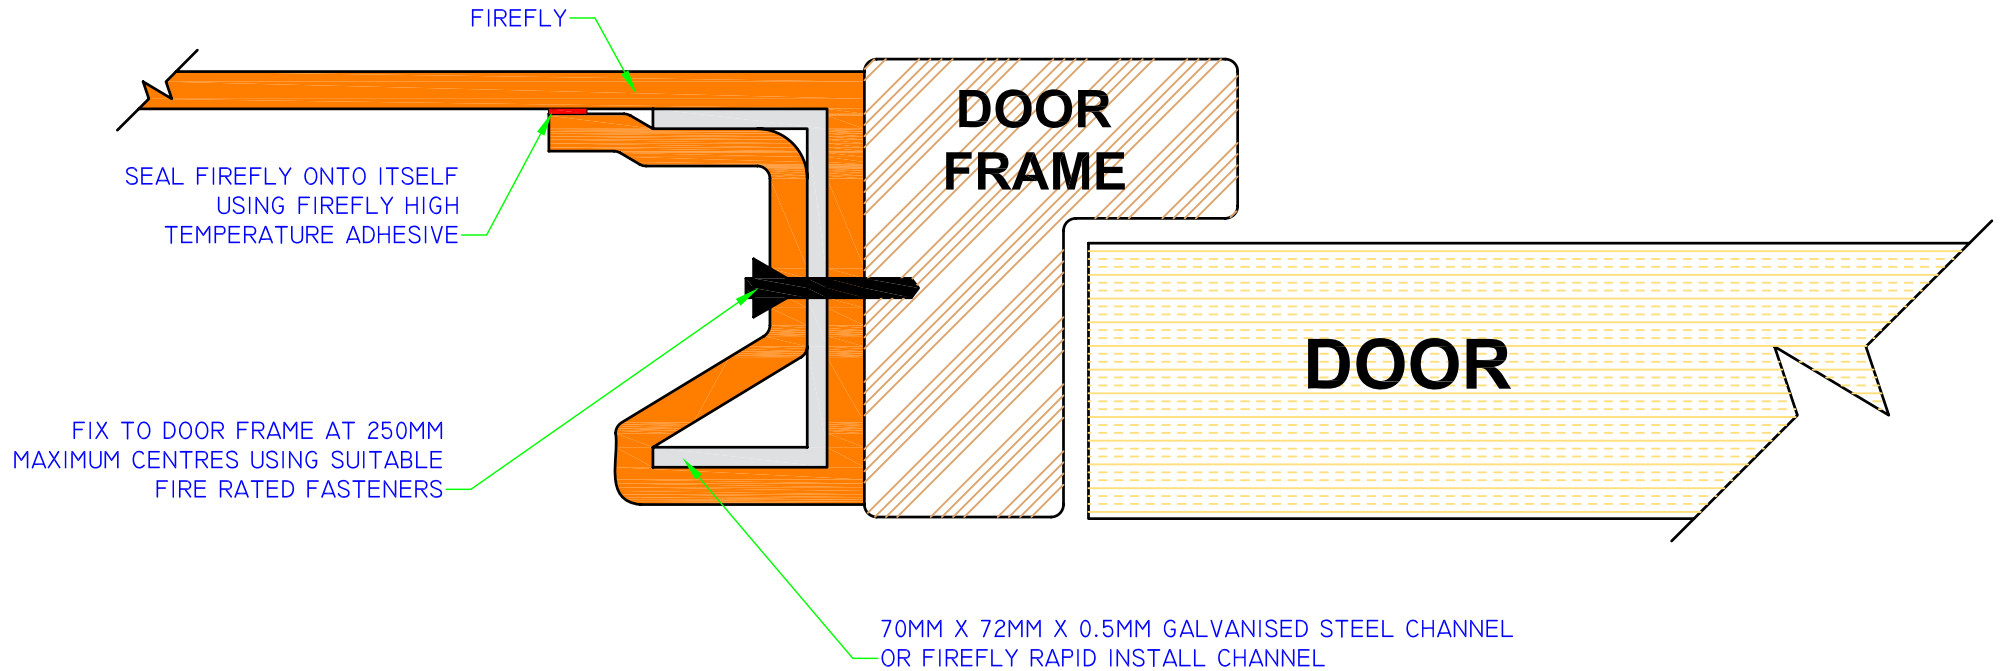 FIREFLY
DOOR
FRAME
SEAL FIREFLY ONTO ITSELF
USING FIREFLY HIGH
TEMPERATURE ADHESIVE
DOOR
FIX TO DOOR FRAME AT 250MM
MAXIMUM CENTRES USING SUITABLE
FIRE RATED FASTENERS
70MM X 72MM X 0.5MM GALVANISED STEEL CHANNEL
OR FIREFLY RAPID INSTALL CHANNEL